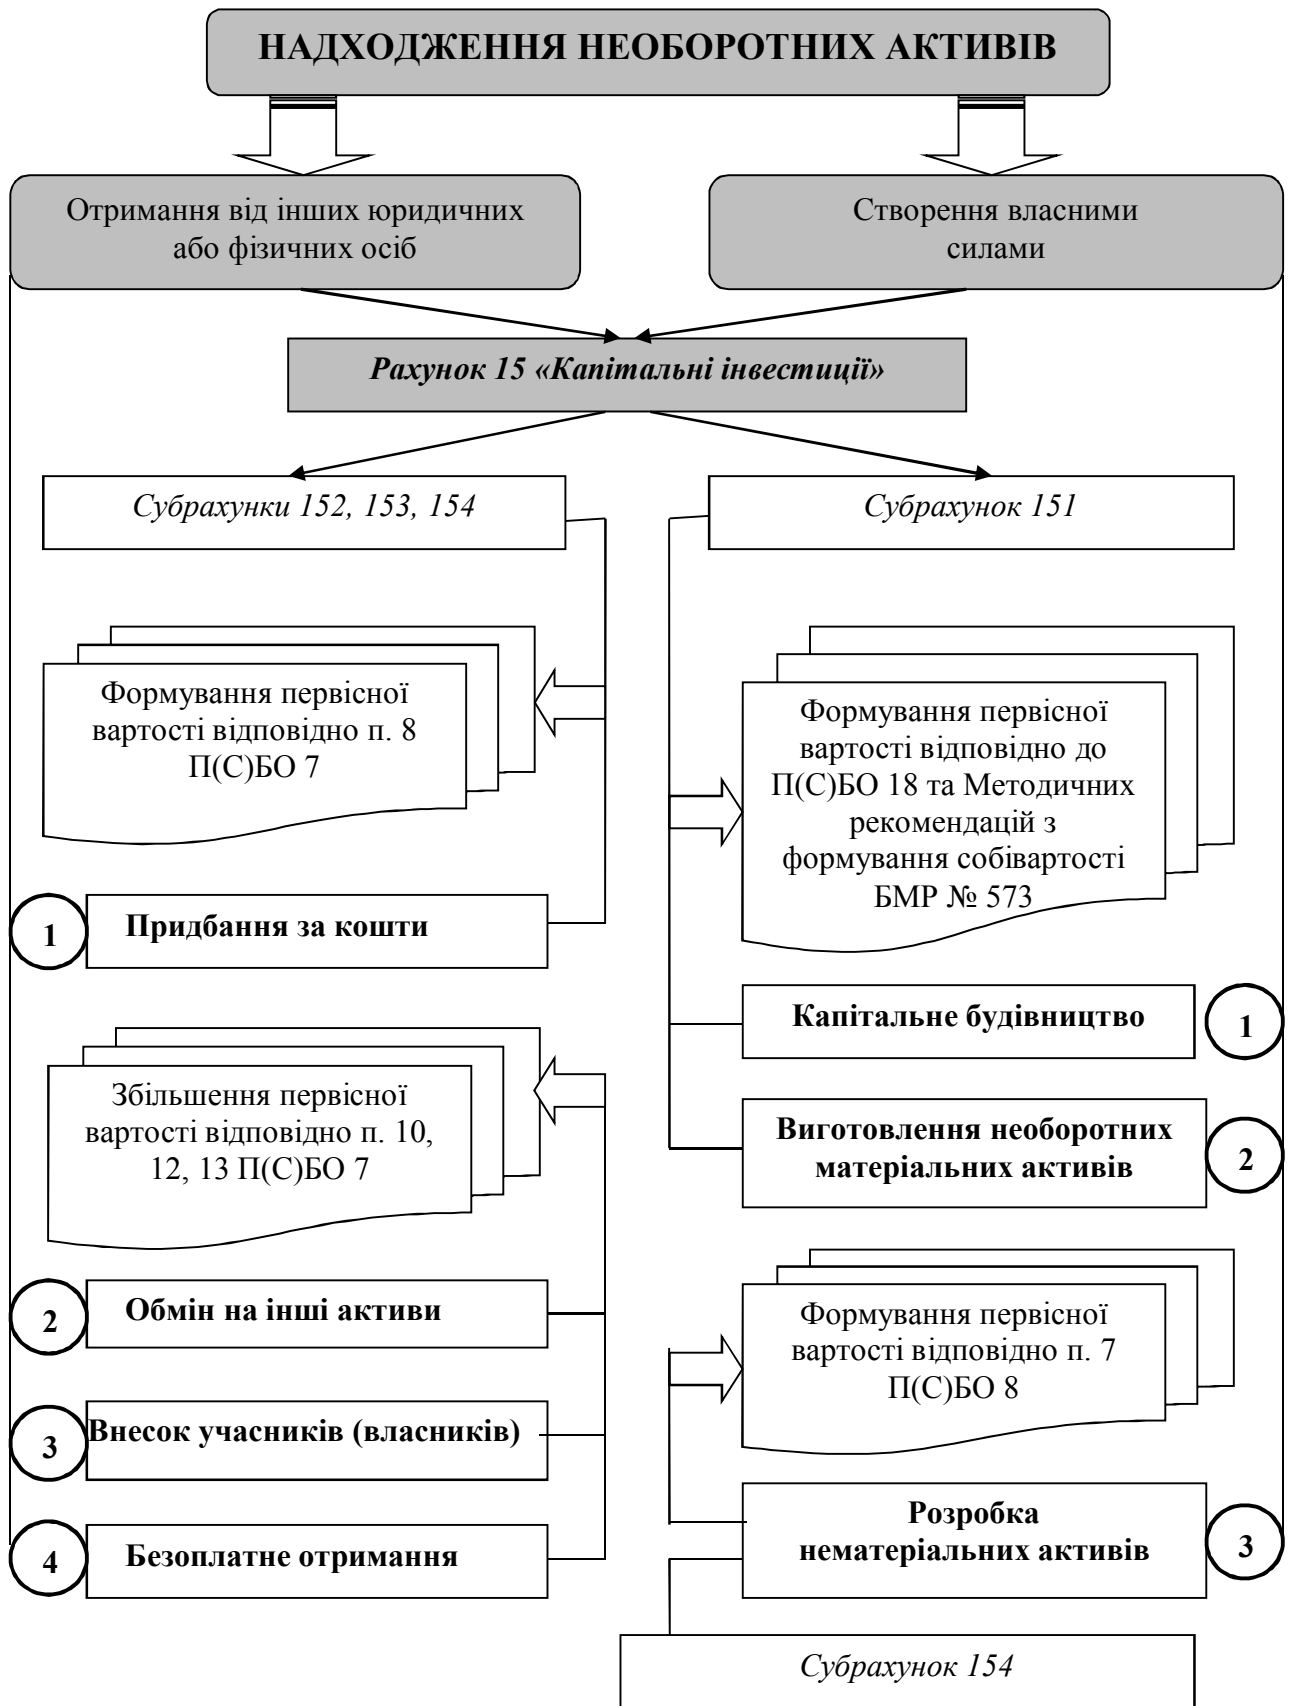 НАДХОДЖЕННЯ НЕОБОРОТНИХ АКТИВІВ
Отримання від інших юридичних
або фізичних осіб
Створення власними
силами
Рахунок 15 «Капітальні інвестиції»
Субрахунки 152, 153, 154
Формування первісної
вартості відповідно п. 8
П(С)БО 7
1
Придбання за кошти
Збільшення первісної
вартості відповідно п. 10,
12, 13 П(С)БО 7
2
Обмін на інші активи
3
Внесок учасників (власників)
4
Безоплатне отримання
Субрахунок 151
Формування первісної
вартості відповідно до
П(С)БО 18 та Методичних
рекомендацій з
формування собівартості
БМР № 573
Капітальне будівництво
1
Виготовлення необоротних
матеріальних активів
2
Формування первісної
вартості відповідно п. 7
П(С)БО 8
Розробка
нематеріальних активів
3
Субрахунок 154